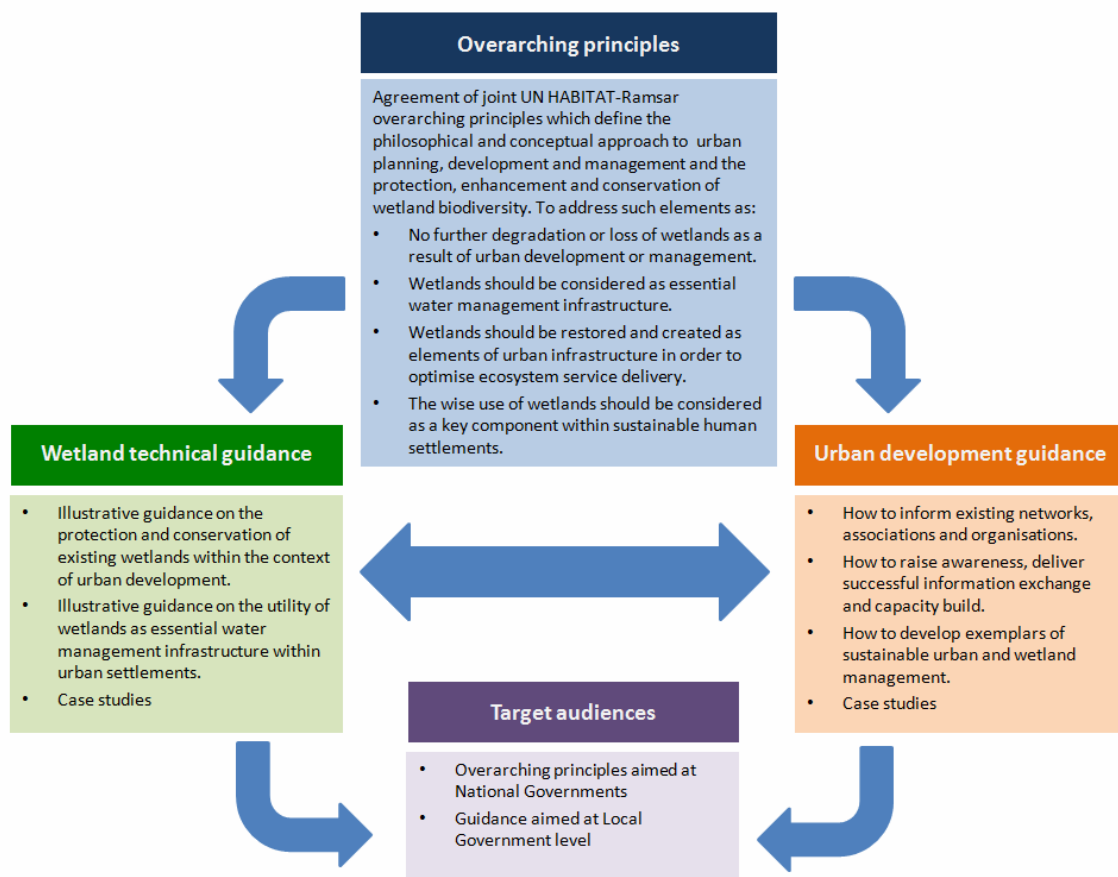 Overarching principles
Agreement of joint UN HABITAT-Ramsar
overarching principles which define the
philosophical and conceptual approach to urban
planning, development and management and the
protection, enhancement and conservation of
wetland biodiversity. To address such elements as:
• No further degradation or loss of wetlands as a
result of urban development or management.
• Wetlands should be considered as essential
water management infrastructure.
• Wetlands should be restored and created as
elements of urban infrastructure in order to
optimise ecosystem service delivery.
• The wise use of wetlands should be considered
as a key component within sustainable human
settlements.
Wetland technical guidance
• Illustrative guidance on the
protection and conservation of
existing wetlands within the context
of urban development.
• Illustrative guidance on the utility of
wetlands as essential water
management infrastructure within
urban settlements.
• Case studies
Urban development guidance
• How to inform existing networks,
associations and organisations.
• How to raise awareness, deliver
successful information exchange
and capacity build.
• How to develop exemplars of
sustainable urban and wetland
management.
• Case studies
Target audiences
• Overarching principles aimed at
National Governments
• Guidance aimed at Local
Government level